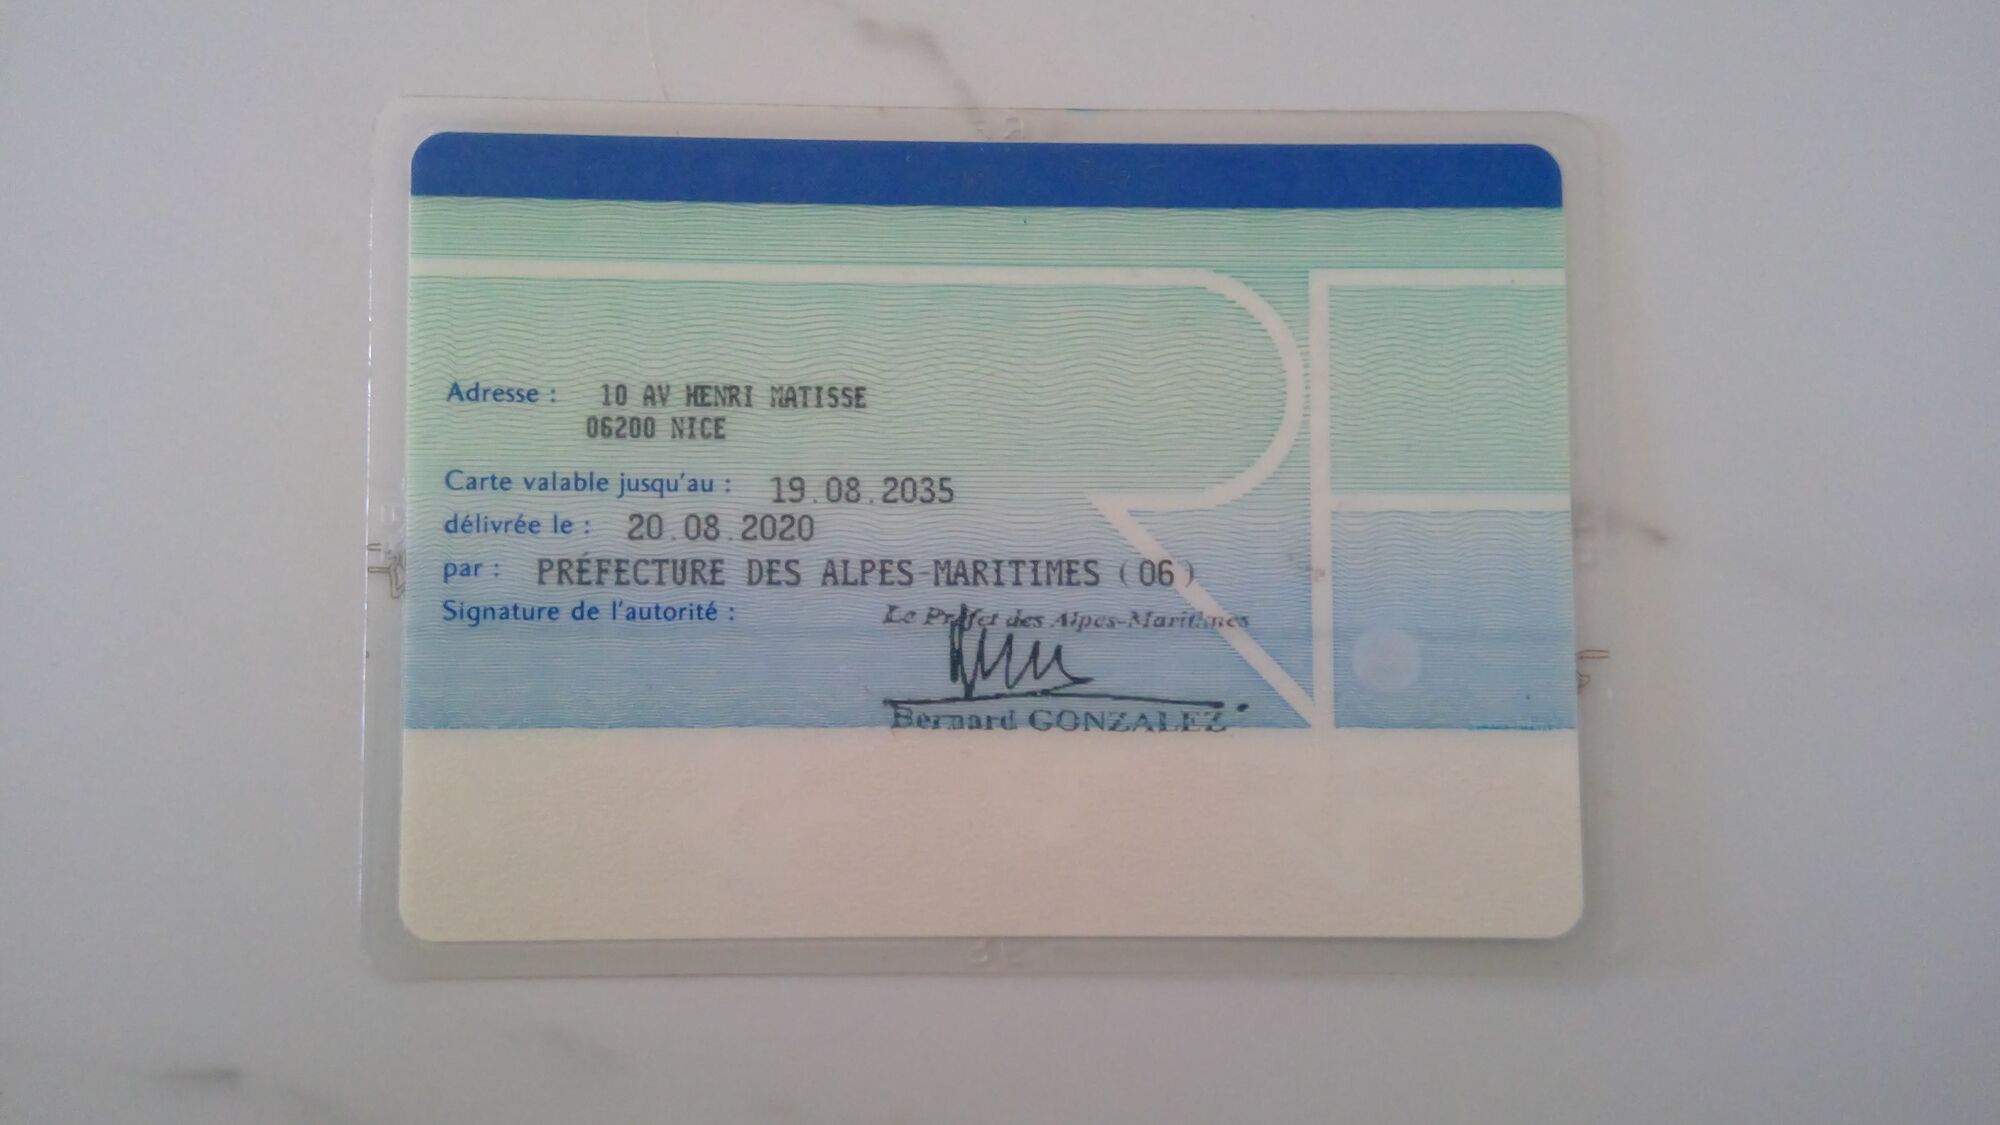 Adresse : 10 AV HENRI MATISSE
06200 NICE
Carte valable jusqu'au : 19.08.2035
délivrée le : 20.08.2020
par : PRÉFECTURE DES ALPES-MARITIMES (06)
Signature de l'autorité :
Le Préfet des Alpes-Maritimes
Bernard GONZALEZ
RF